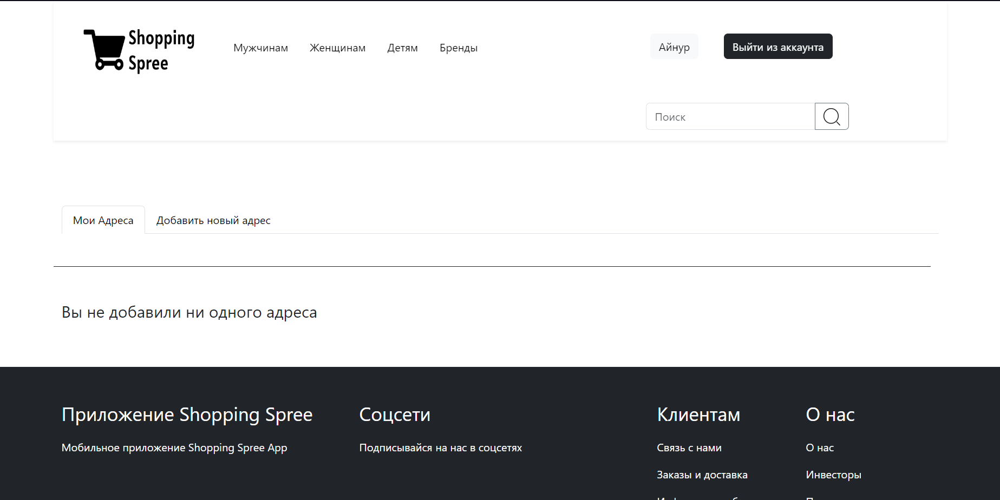 Shopping
Spree
Мужчинам Женщинам Детям Бренды
Айнур
Выйти из аккаунта
Поиск
Мои Адреса
Добавить новый адрес
Вы не добавили ни одного адреса
Приложение Shopping Spree
Мобильное приложение Shopping Spree App
Соцсети
Подписывайся на нас в соцсетях
Клиентам
Связь с нами
Заказы и доставка
О нас
О нас
Инвесторы